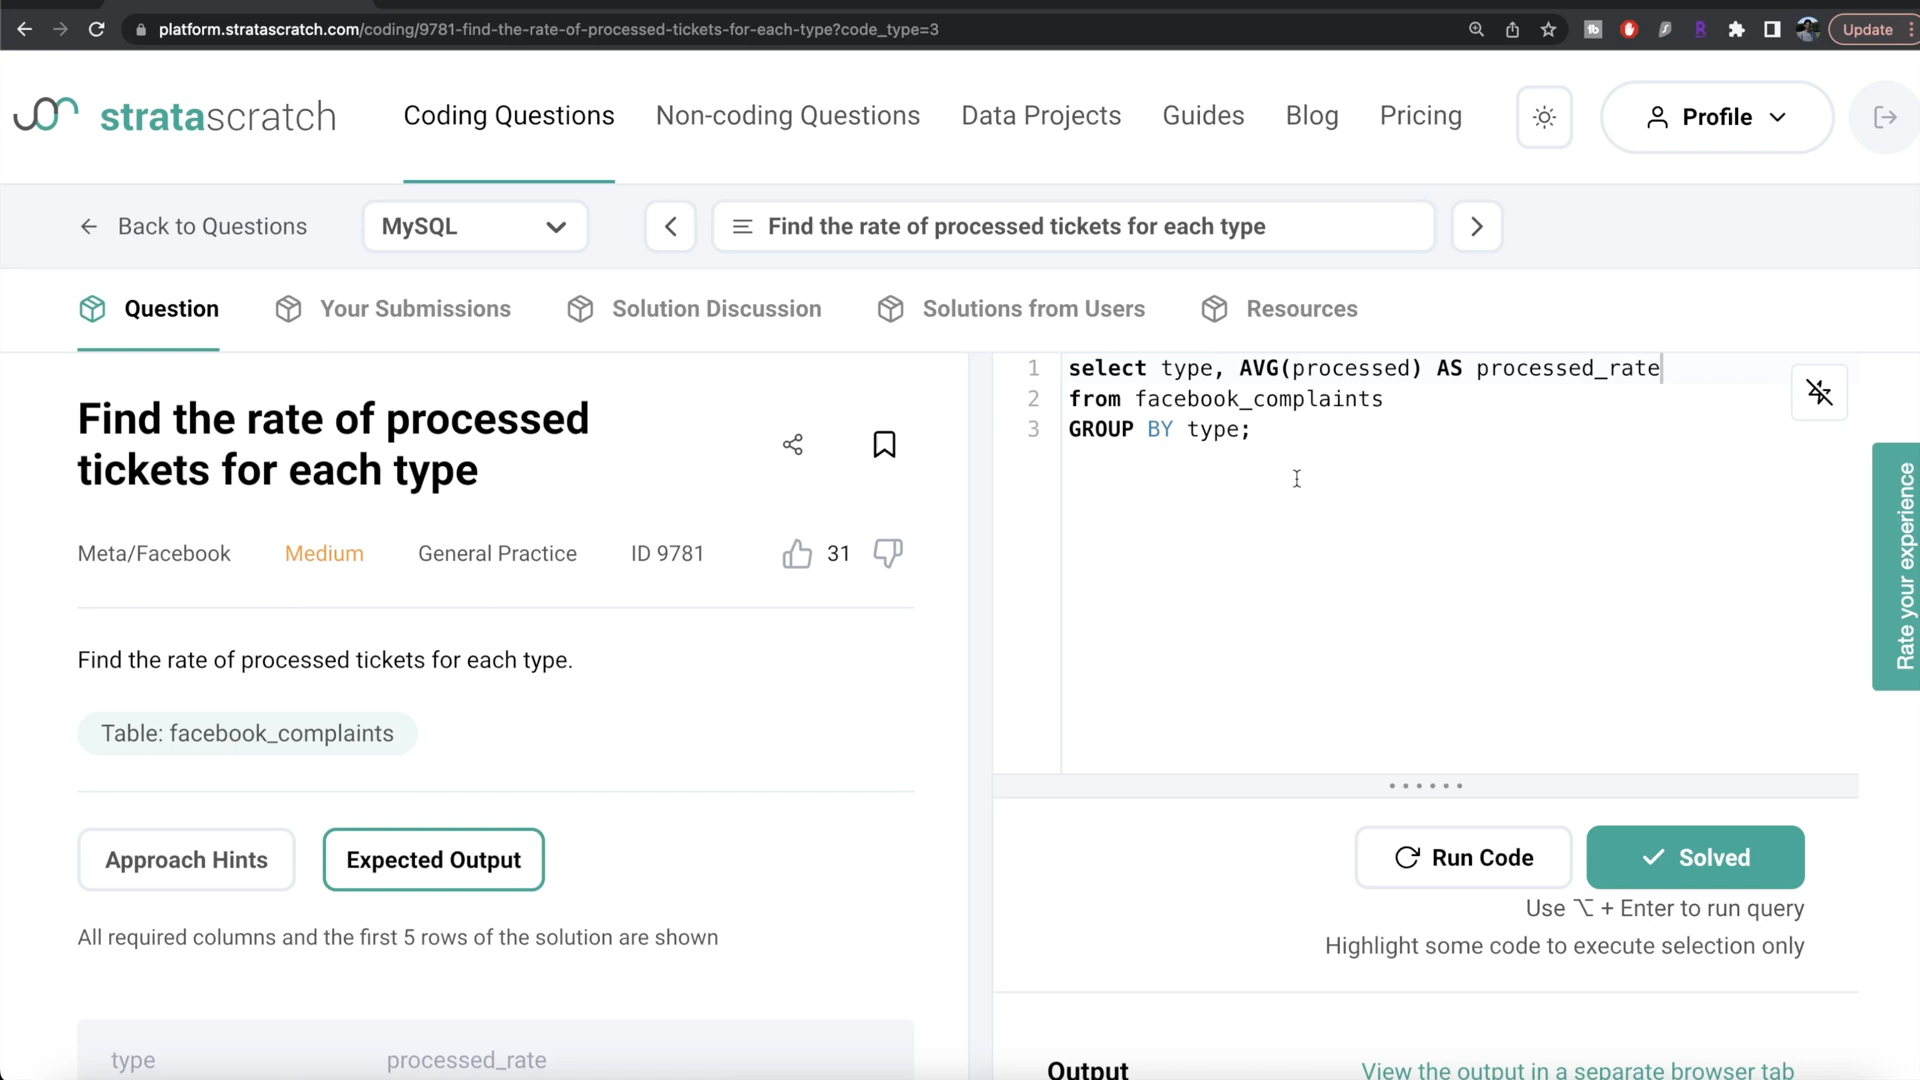 platform.stratascratch.com/coding/9781-find-the-rate-of-processed-tickets-for-each-type?code_type=3
Update
stratascratch
Coding Questions
Non-coding Questions
Data Projects
Guides
Blog
Pricing
Profile
Back to Questions
MySQL
Find the rate of processed tickets for each type
Question
Your Submissions
Solution Discussion
Solutions from Users
Resources
Find the rate of processed
tickets for each type
Meta/Facebook
Medium
General Practice
ID 9781
31
Find the rate of processed tickets for each type.
Table: facebook_complaints
Approach Hints
Expected Output
All required columns and the first 5 rows of the solution are shown
type
processed_rate
1 select type, AVG(processed) AS processed_rate
2 from facebook_complaints
3 GROUP BY type;
Rate your experience
Run Code
Solved
Use ⌥ + Enter to run query
Highlight some code to execute selection only
Output
View the output in a separate browser tab